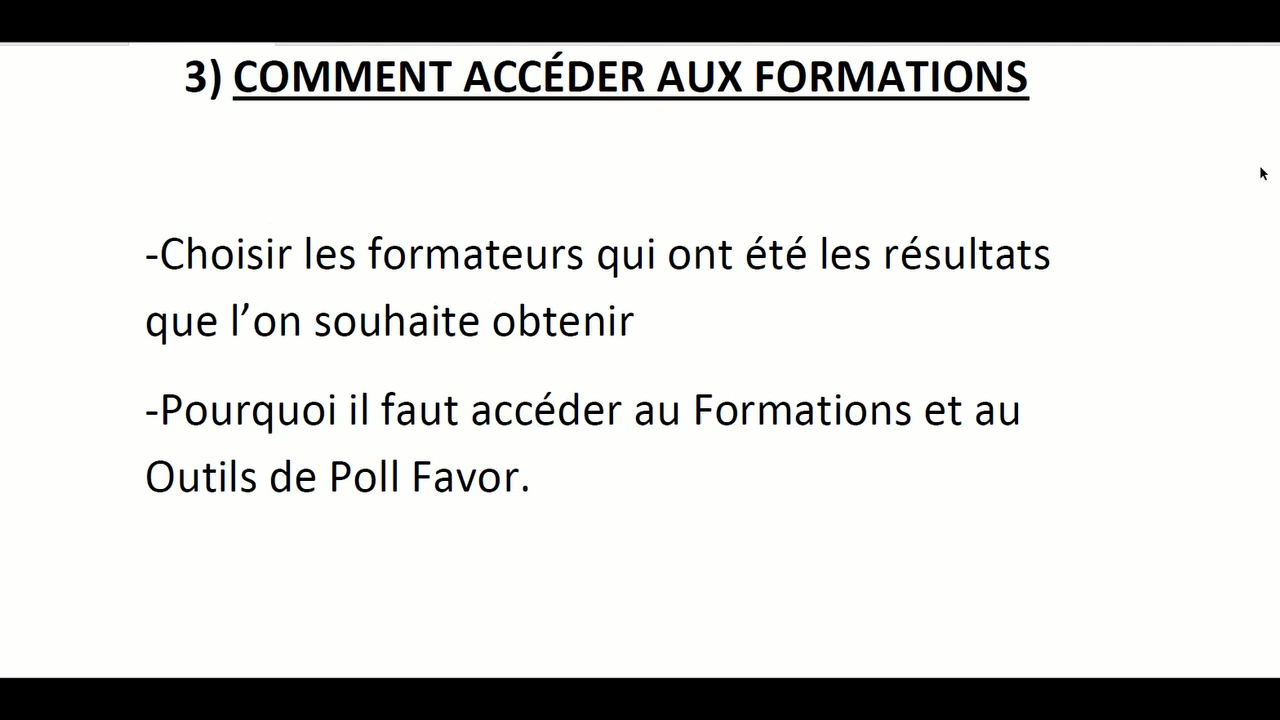 3) COMMENT ACCÉDER AUX FORMATIONS
-Choisir les formateurs qui ont été les résultats
que l’on souhaite obtenir
-Pourquoi il faut accéder au Formations et au
Outils de Poll Favor.